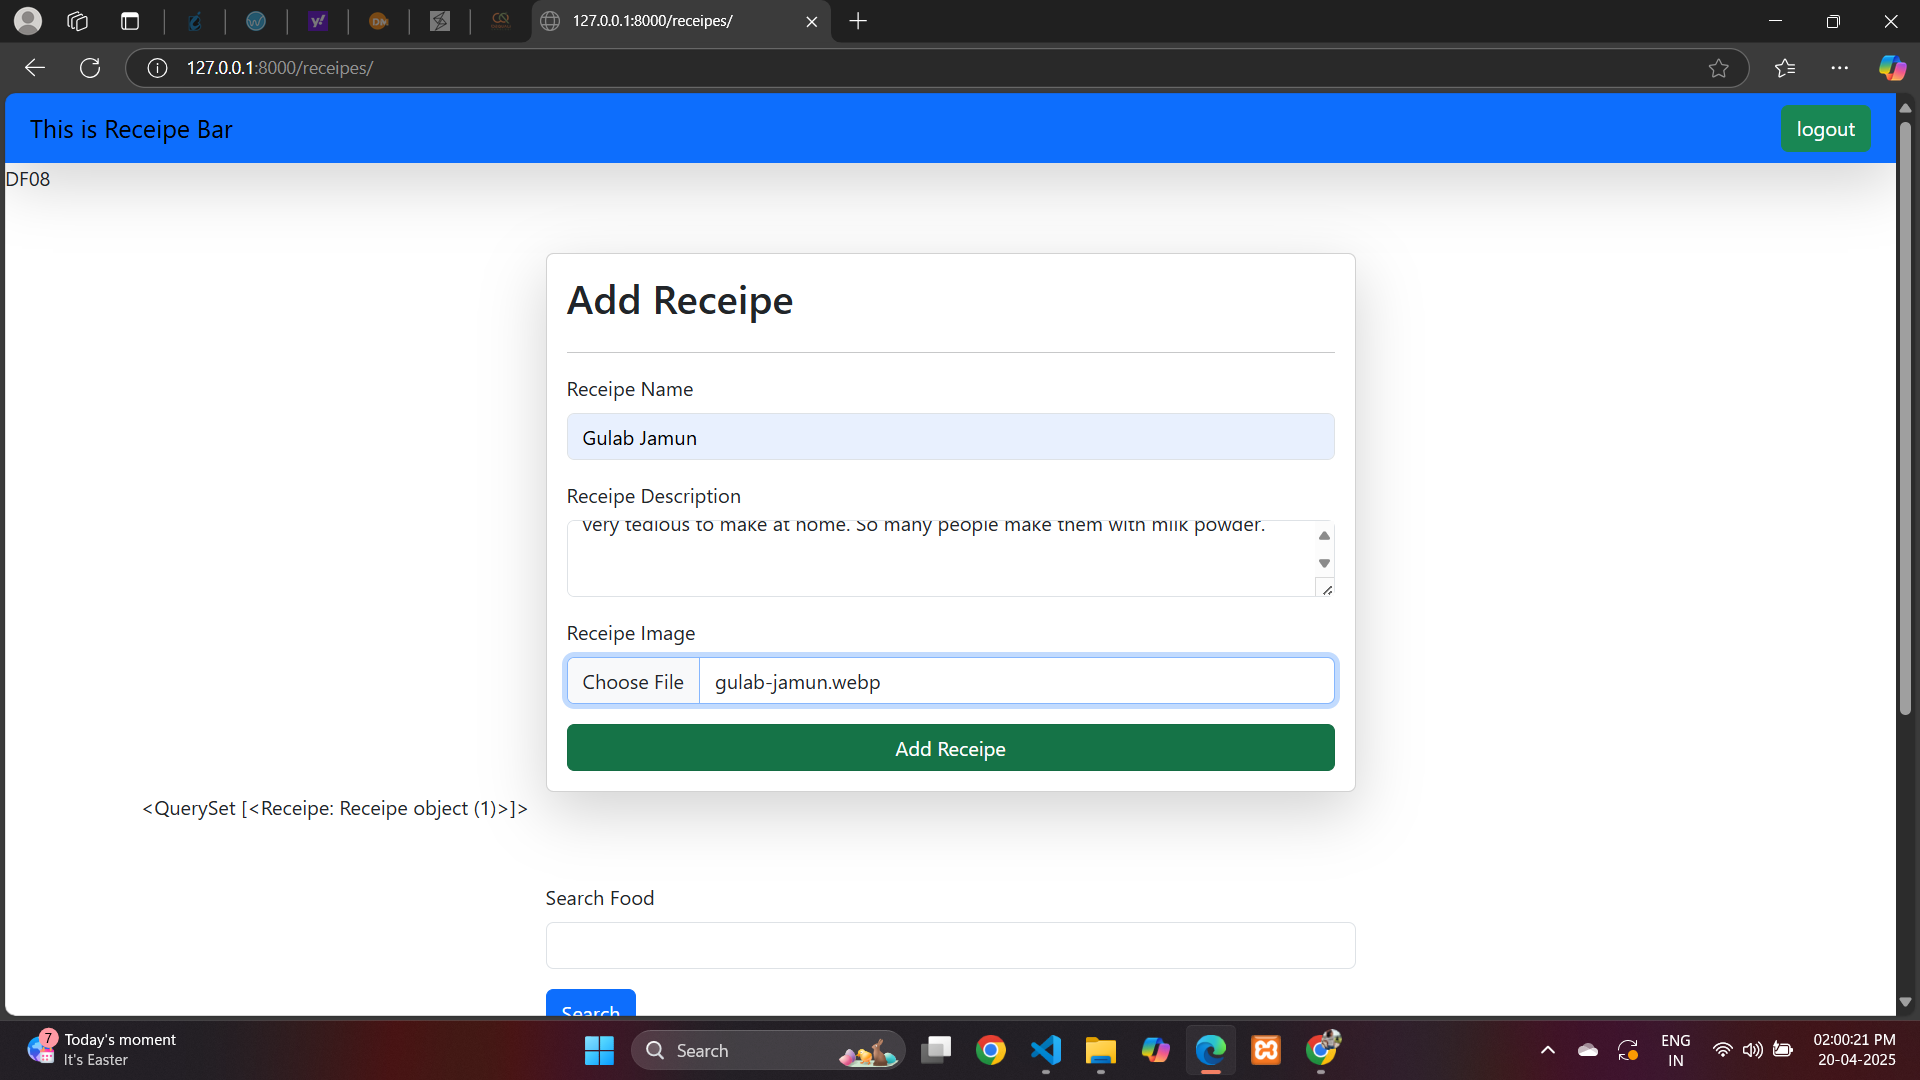 127.0.0.1:8000/receipes/
127.0.0.1:8000/receipes/
This is Receipe Bar
logout
DF08
Add Receipe
Receipe Name
Gulab Jamun
Receipe Description
very tedious to make at home. So many people make them with milk powder.
Receipe Image
Choose File
gulab-jamun.webp
Add Receipe
<QuerySet [<Receipe: Receipe object (1)>]>
Search Food
Search
7
Today's moment
It's Easter
Search
ENG
IN
02:00:21 PM
20-04-2025